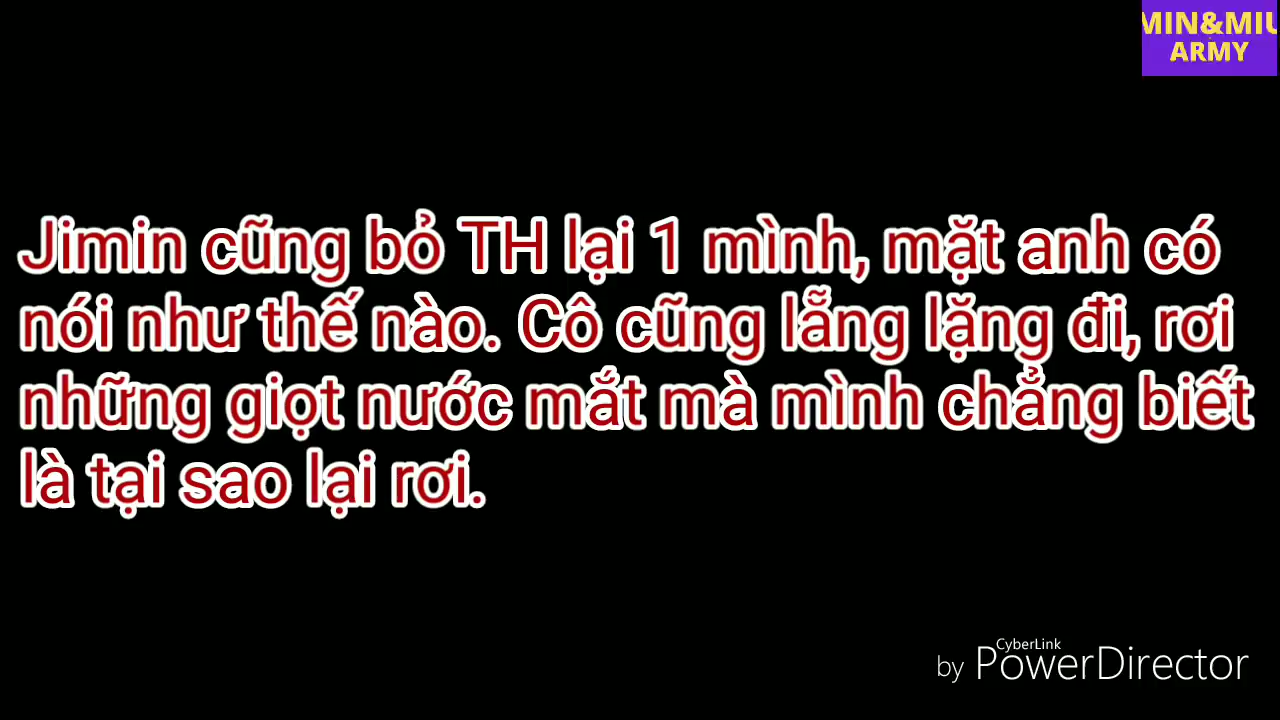 MIN&MIU
ARMY
Jimin cũng bỏ TH lại 1 mình, mặt anh có
nói như thế nào. Cô cũng lẵng lặng đi, rơi
những giọt nước mắt mà mình chẳng biết
là tại sao lại rơi.
CyberLink
by PowerDirector